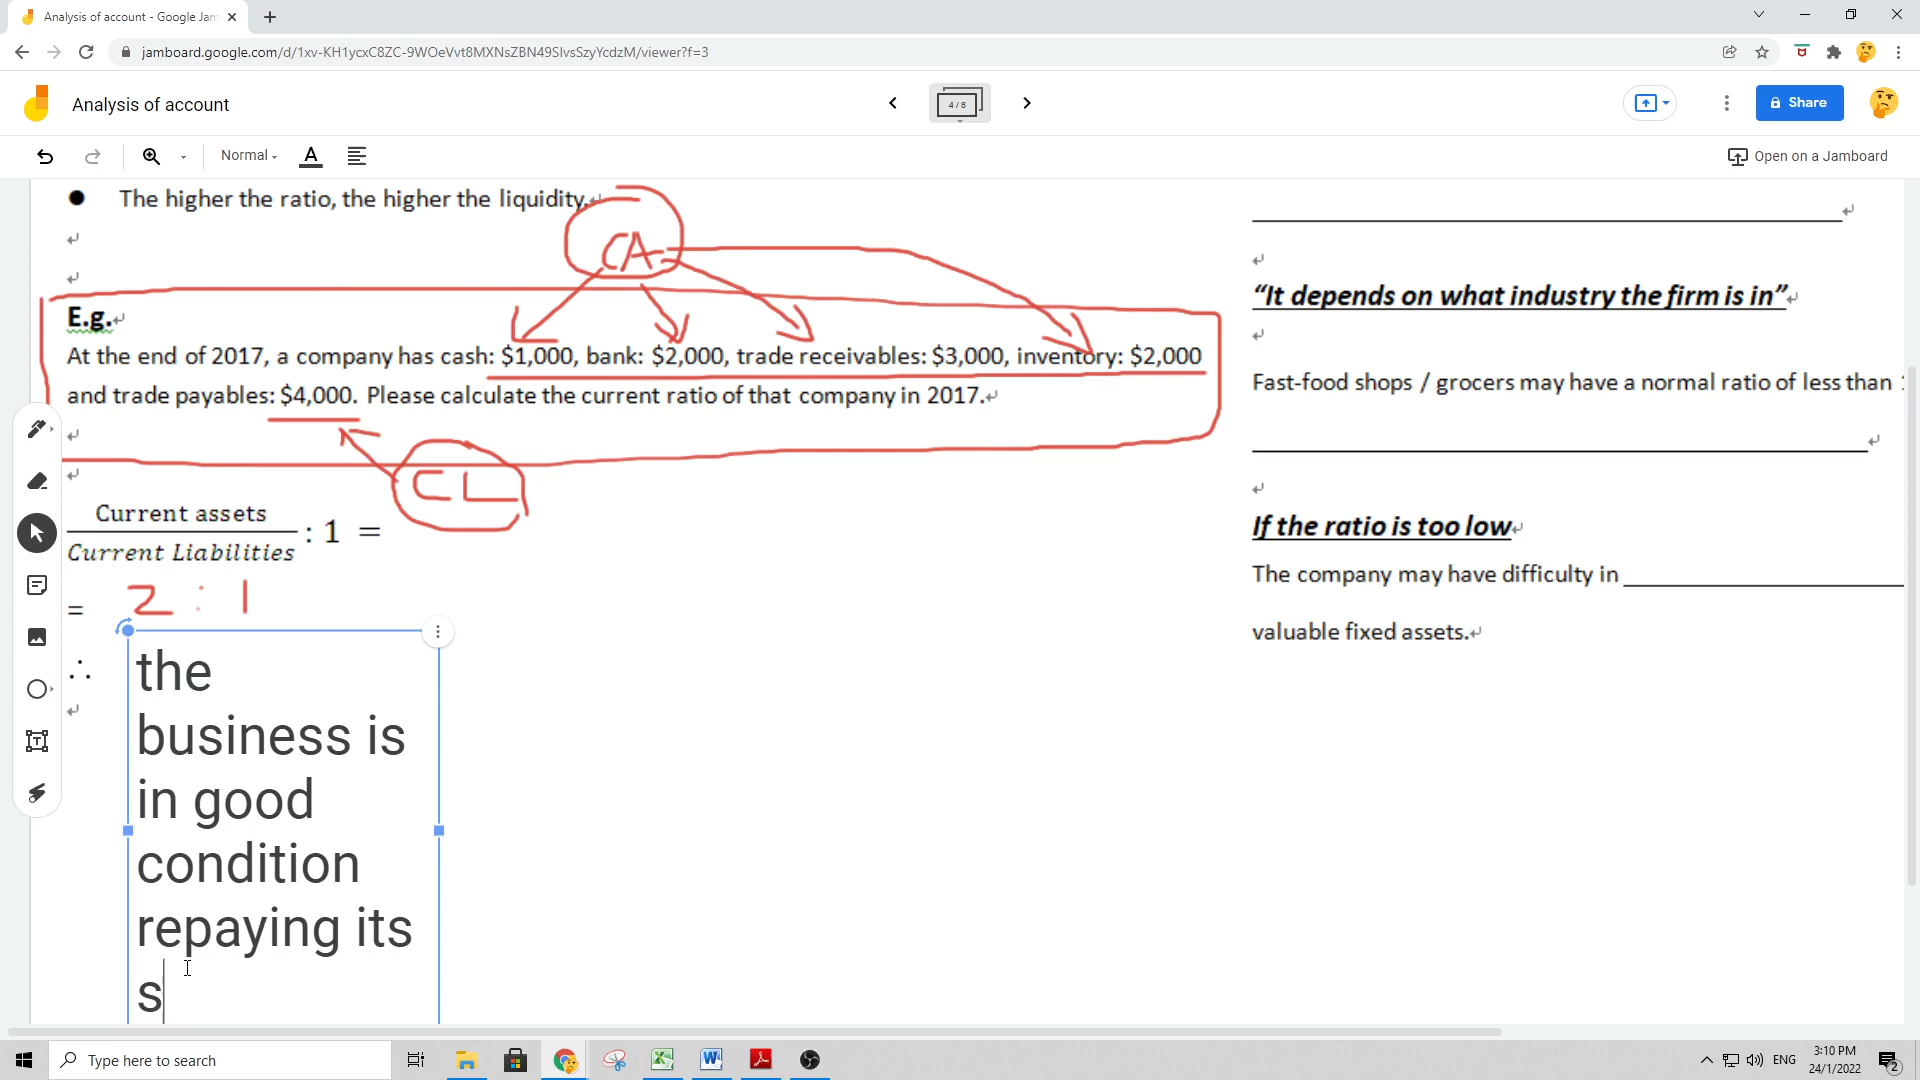 Analysis of account - Google Jam
jamboard.google.com/d/1xv-KH1ycxC8ZC-9WOeVvt8MXNsZBN49SlvsSzyYcdzM/viewer?f=3
Analysis of account
4 / 8
Share
Normal
A
Open on a Jamboard
● The higher the ratio, the higher the liquidity.
CA
E.g.
At the end of 2017, a company has cash: $1,000, bank: $2,000, trade receivables: $3,000, inventory: $2,000
and trade payables: $4,000. Please calculate the current ratio of that company in 2017.
CL
Current assets
Current Liabilities
: 1 =
= 2 : 1
∴ the
business is
in good
condition
repaying its
s
“It depends on what industry the firm is in”
Fast-food shops / grocers may have a normal ratio of less than
If the ratio is too low
The company may have difficulty in
valuable fixed assets.
Type here to search
ENG
3:10 PM
24/1/2022
2